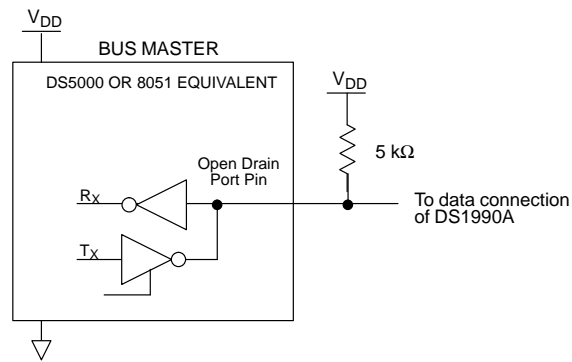 VDD
BUS MASTER
DS5000 OR 8051 EQUIVALENT
VDD
5 kΩ
Open Drain
Port Pin
RX
To data connection
of DS1990A
TX